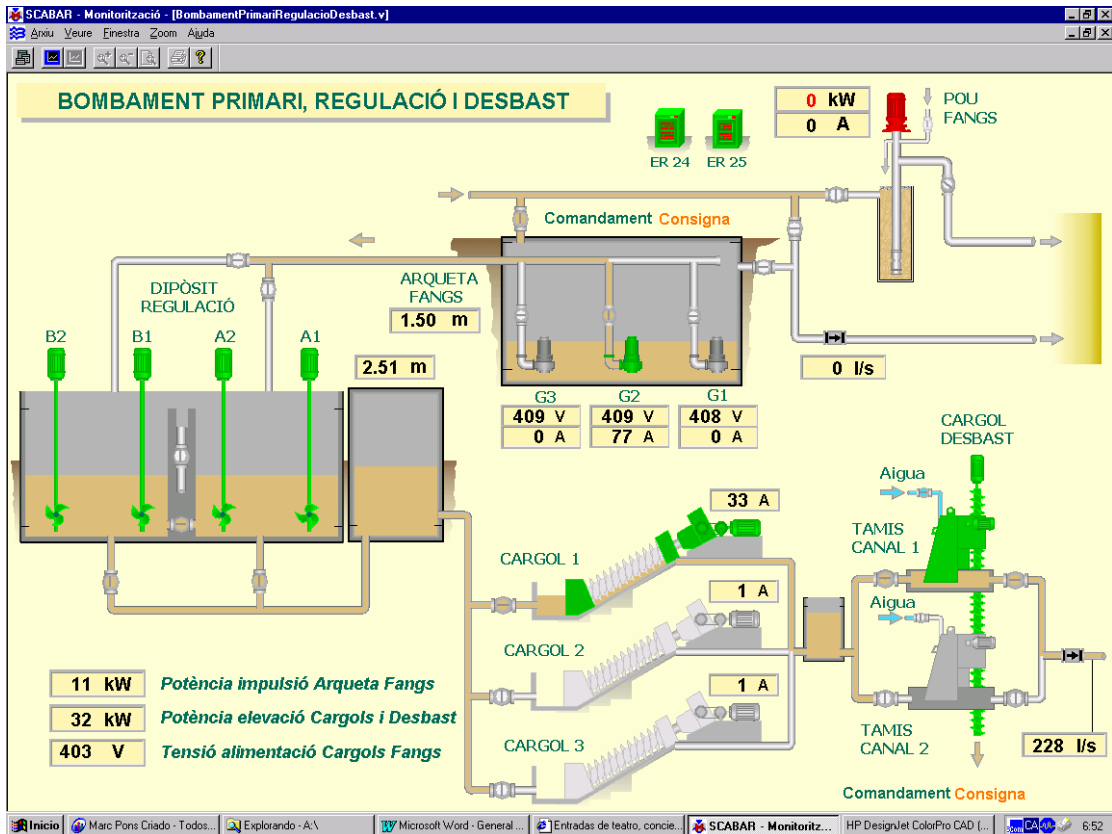 SCABAR - Monitorització - [BombamentPrimariRegulacioDesbast.v]
Arxiu Veure Finestra Zoom Ajuda
BOMBAMENT PRIMARI, REGULACIÓ I DESBAST
ER 24
ER 25
0 kW
0 A
POU
FANGS
Comandament Consigna
DIPÒSIT
REGULACIÓ
ARQUETA
FANGS
1.50 m
B2
B1
A2
A1
2.51 m
0 l/s
G3
G2
G1
409 V
0 A
409 V
77 A
408 V
0 A
CARGOL
DESBAST
Aigua
33 A
TAMIS
CANAL 1
CARGOL 1
1 A
Aigua
CARGOL 2
1 A
CARGOL 3
TAMIS
CANAL 2
228 l/s
11 kW Potència impulsió Arqueta Fangs
32 kW Potència elevació Cargols i Desbast
403 V Tensió alimentació Cargols Fangs
Comandament Consigna
Inicio
Marc Pons Criado - Todos...
Explorando - A:\
Microsoft Word - General ...
Entradas de teatro, concie...
SCABAR - Monitoritz...
HP DesignJet ColorPro CAD (...
CA
6:52